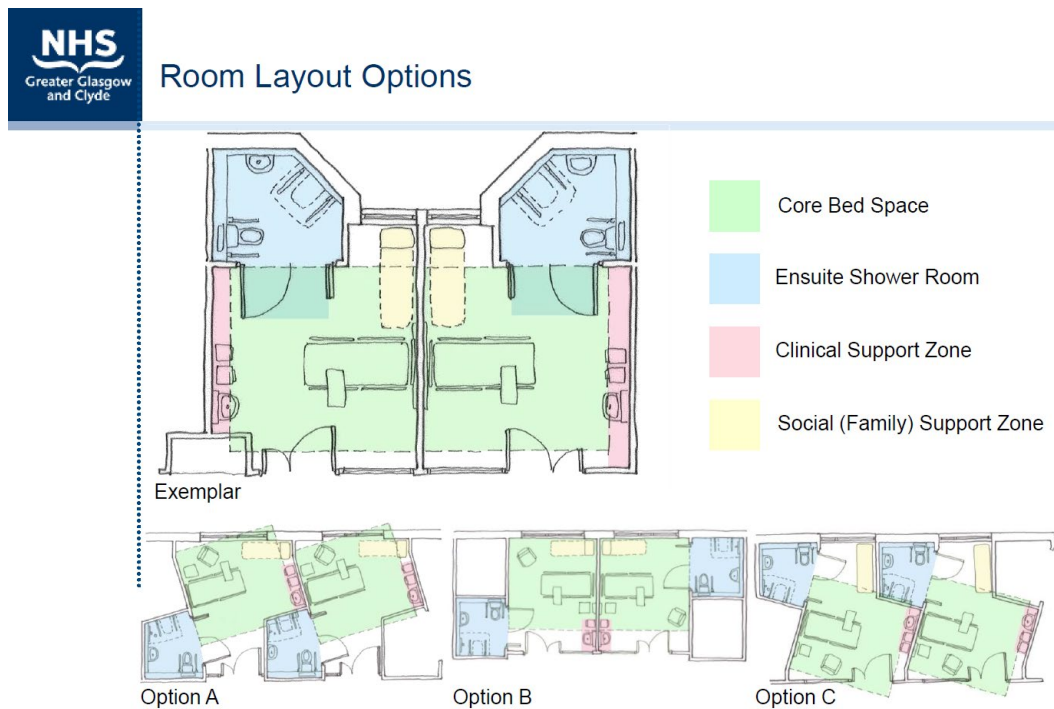 NHS
Greater Glasgow
and Clyde
Room Layout Options
Core Bed Space
Ensuite Shower Room
Clinical Support Zone
Social (Family) Support Zone
Exemplar
Option A
Option B
Option C